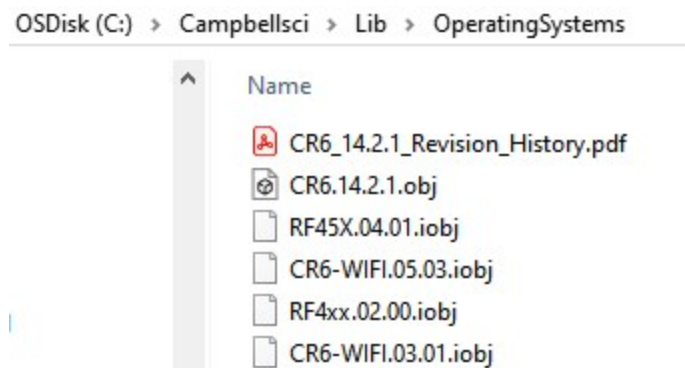 OSDisk (C:) > Campbellsci > Lib > OperatingSystems
Name
CR6_14.2.1_Revision_History.pdf
CR6.14.2.1.obj
RF45X.04.01.iobj
CR6-WIFI.05.03.iobj
RF4xx.02.00.iobj
CR6-WIFI.03.01.iobj